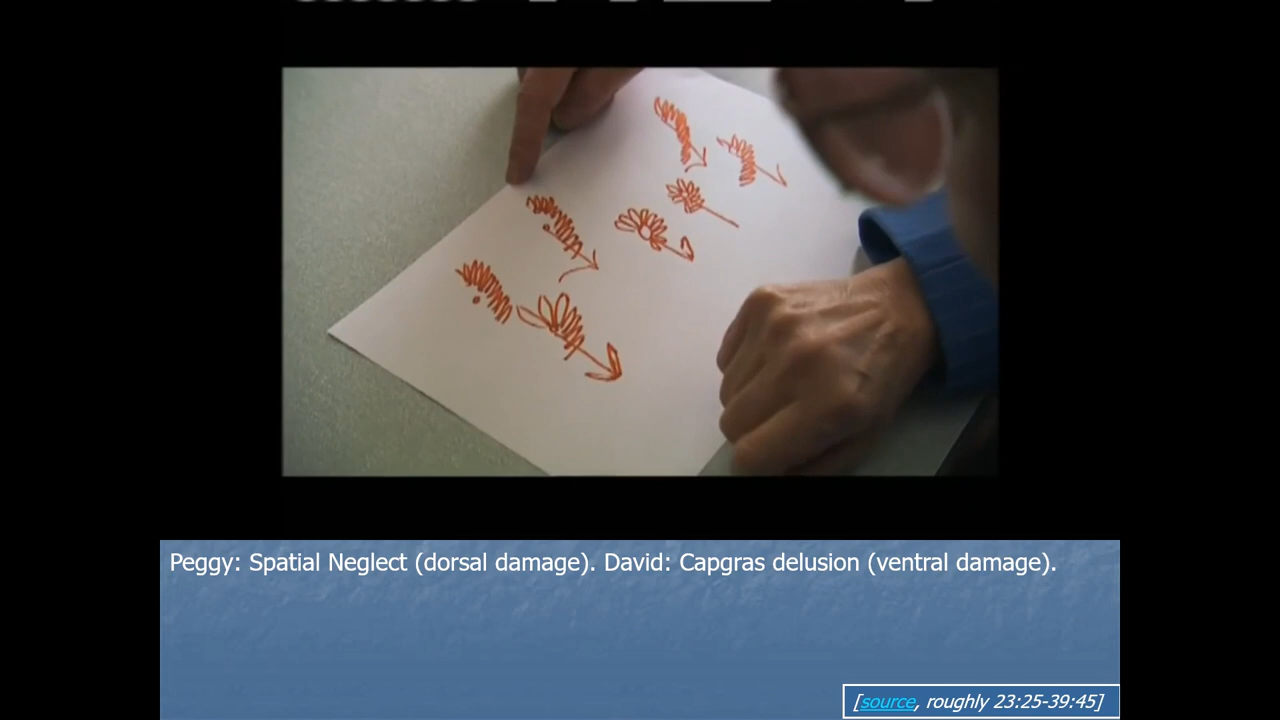 Peggy: Spatial Neglect (dorsal damage). David: Capgras delusion (ventral damage).
[source, roughly 23:25-39:45]